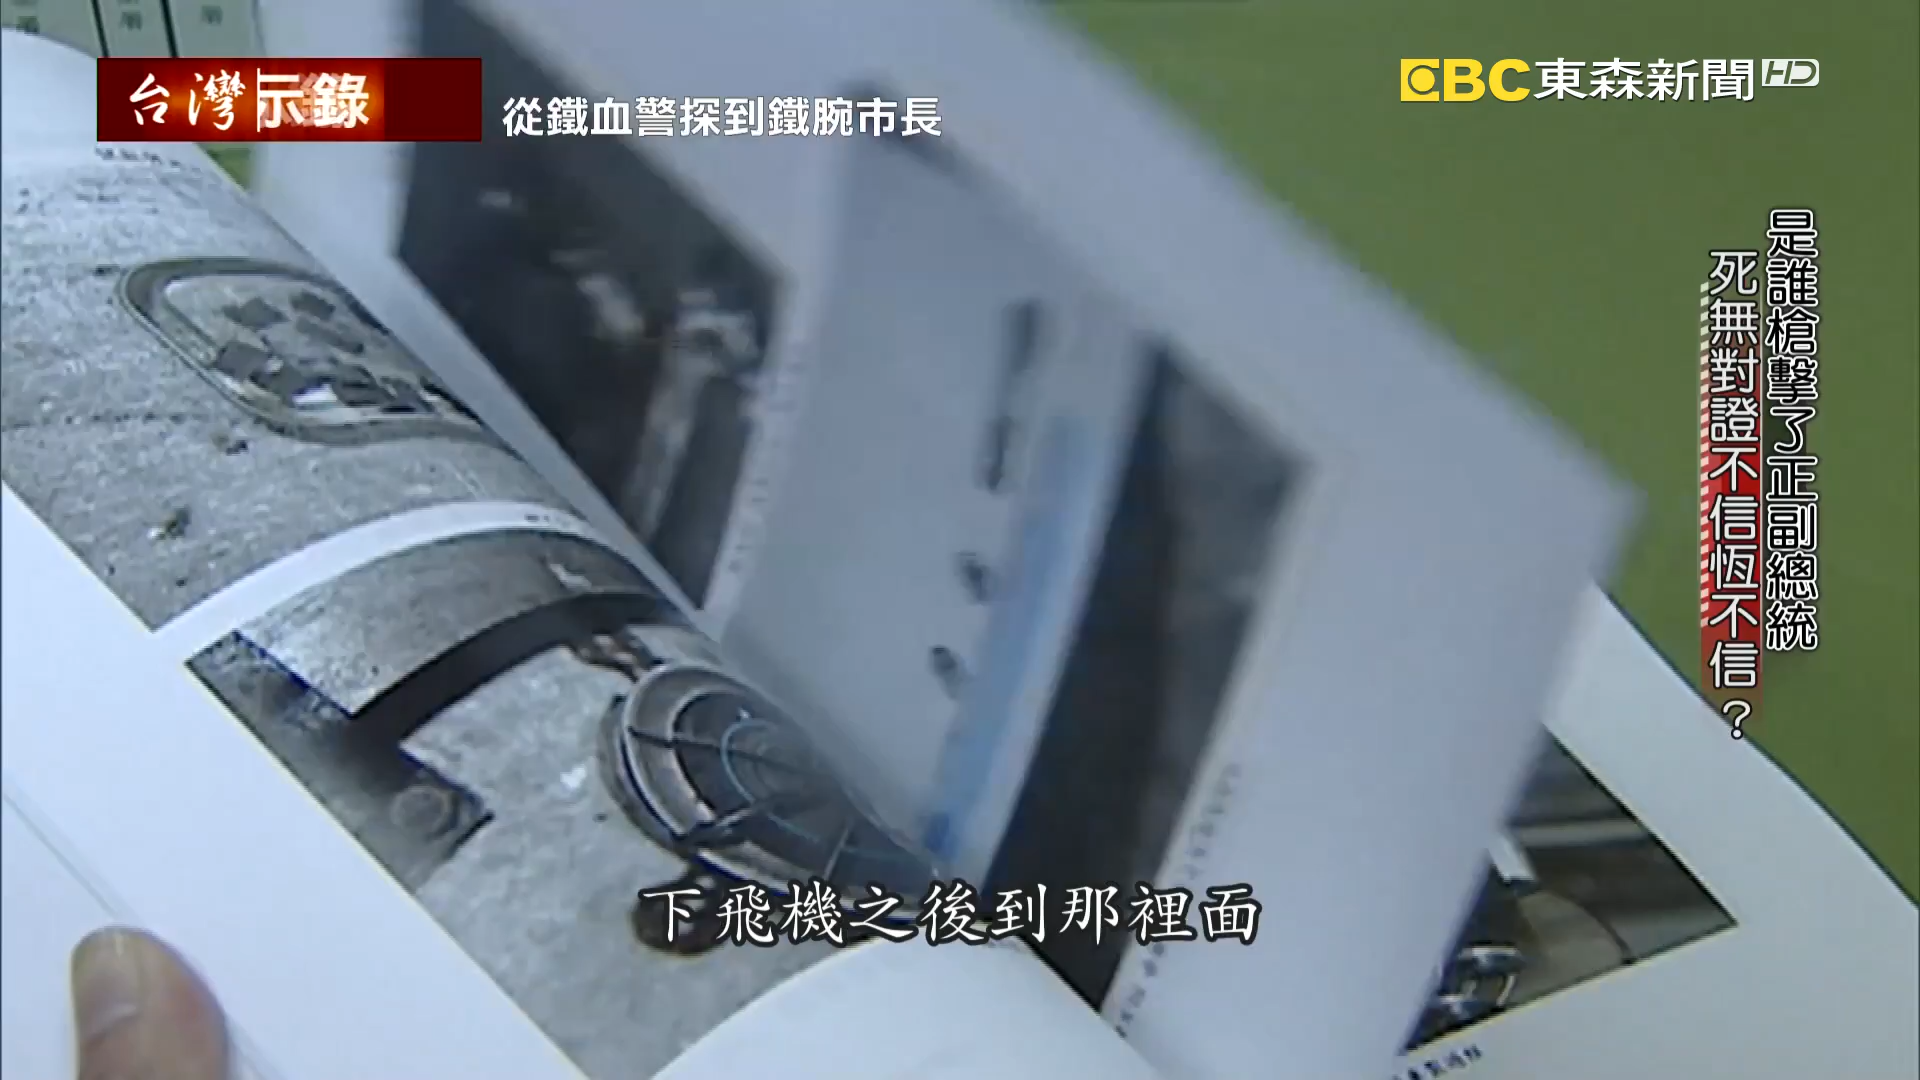 台灣示錄
從鐵血警探到鐵腕市長
EBC東森新聞HD
是誰槍擊了正副總統
死無對證不信恆不信？
下飛機之後到那裡面